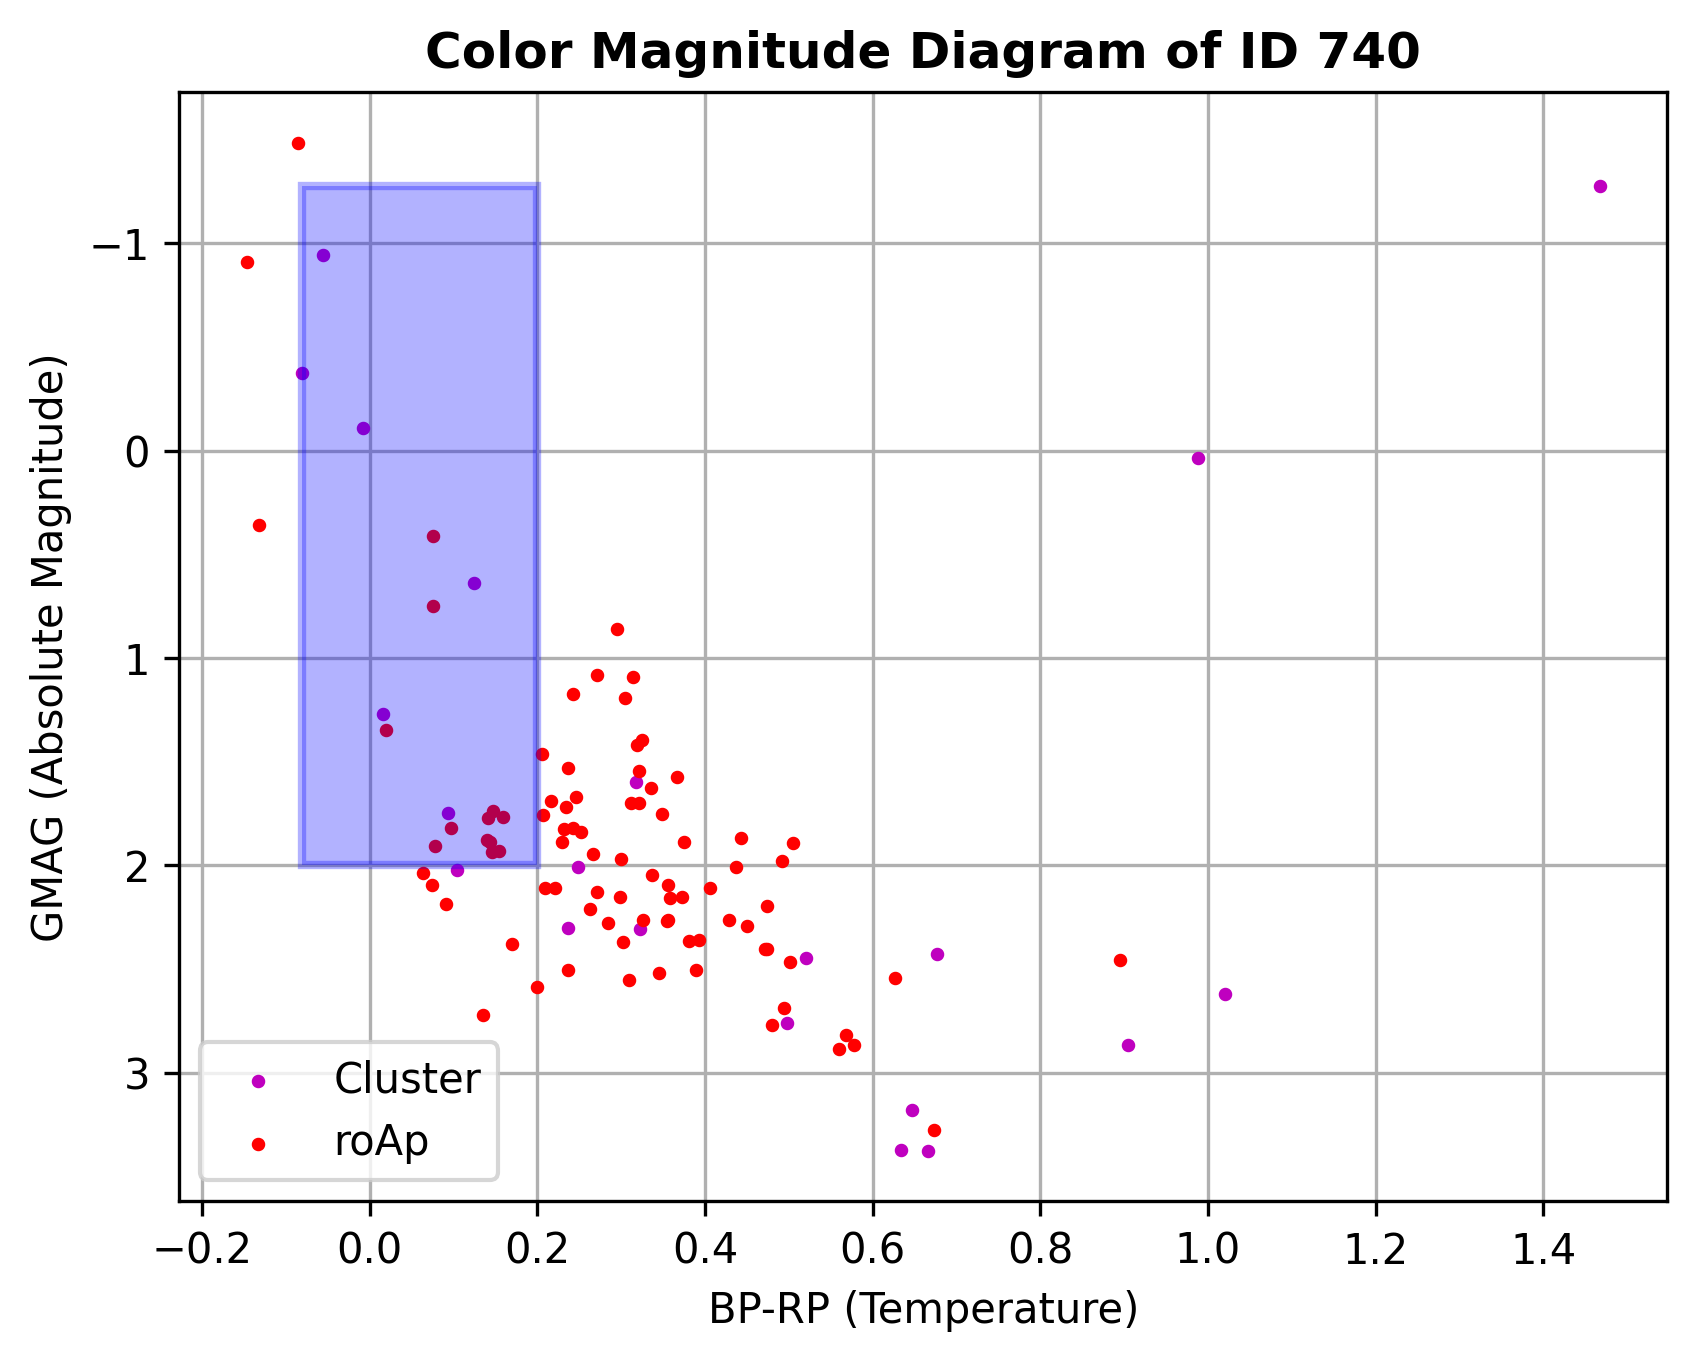 Color Magnitude Diagram of ID 740
GMAG (Absolute Magnitude)
−1
0
1
2
3
Cluster
roAp
−0.2 0.0 0.2 0.4 0.6 0.8 1.0 1.2 1.4
BP-RP (Temperature)